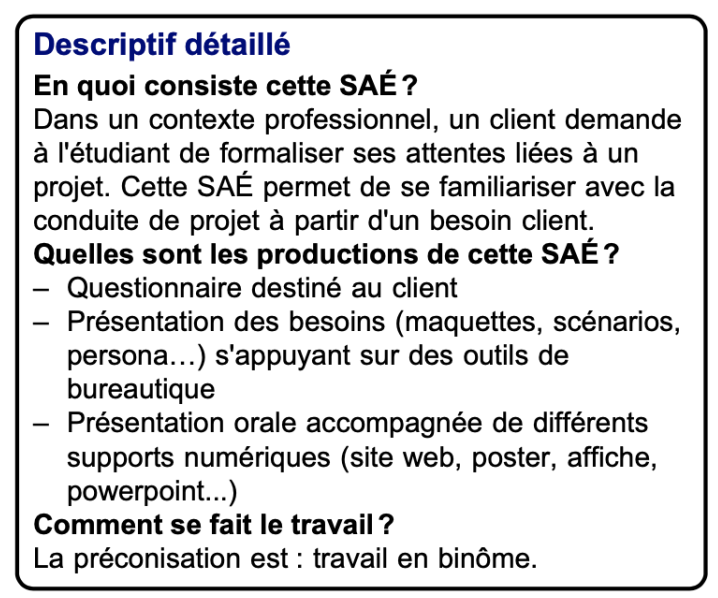 Descriptif détaillé
En quoi consiste cette SAÉ ?
Dans un contexte professionnel, un client demande
à l'étudiant de formaliser ses attentes liées à un
projet. Cette SAÉ permet de se familiariser avec la
conduite de projet à partir d'un besoin client.
Quelles sont les productions de cette SAÉ ?
– Questionnaire destiné au client
– Présentation des besoins (maquettes, scénarios,
persona…) s'appuyant sur des outils de
bureautique
– Présentation orale accompagnée de différents
supports numériques (site web, poster, affiche,
powerpoint...)
Comment se fait le travail ?
La préconisation est : travail en binôme.